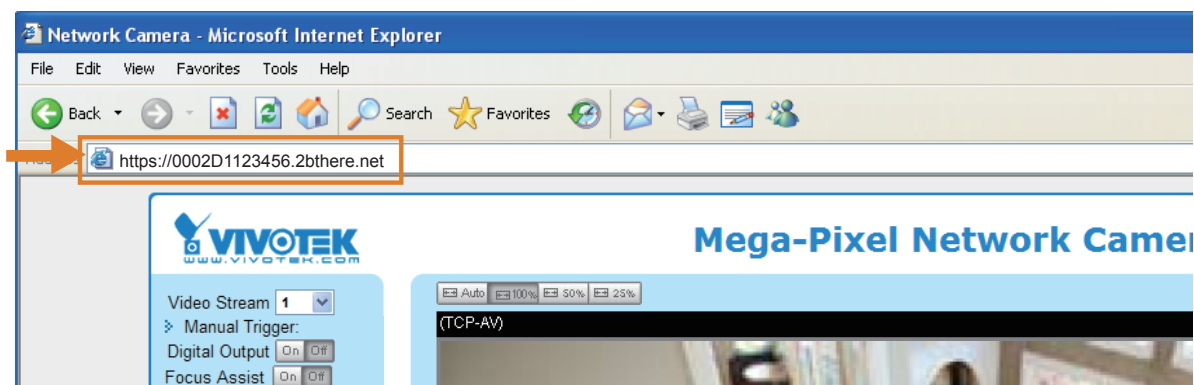 Network Camera - Microsoft Internet Explorer
File Edit View Favorites Tools Help
Back Search Favorites
https://0002D1123456.2bthere.net
VIVOTEK
www.vivotek.com
Mega-Pixel Network Camer
Video Stream 1
Manual Trigger:
Digital Output On Off
Focus Assist On Off
Auto 100% 50% 25%
(TCP-AV)